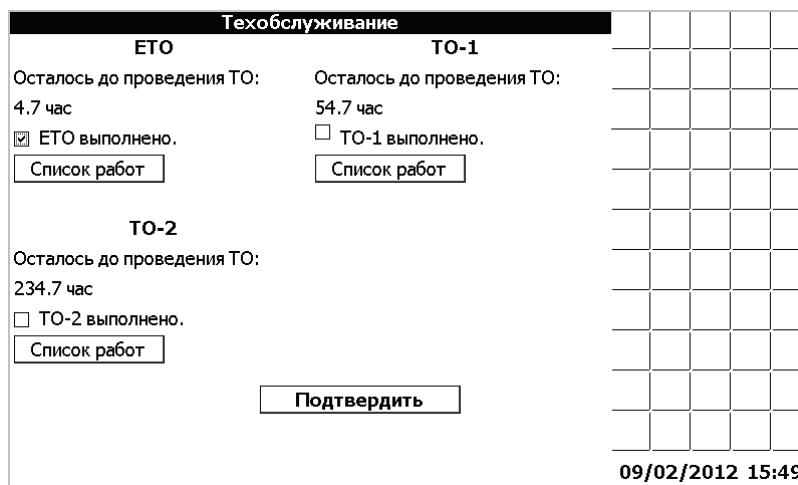 Техобслуживание
ЕТО
Осталось до проведения ТО:
4.7 час
ЕТО выполнено.
Список работ
ТО-1
Осталось до проведения ТО:
54.7 час
ТО-1 выполнено.
Список работ
ТО-2
Осталось до проведения ТО:
234.7 час
ТО-2 выполнено.
Список работ
Подтвердить
09/02/2012 15:49